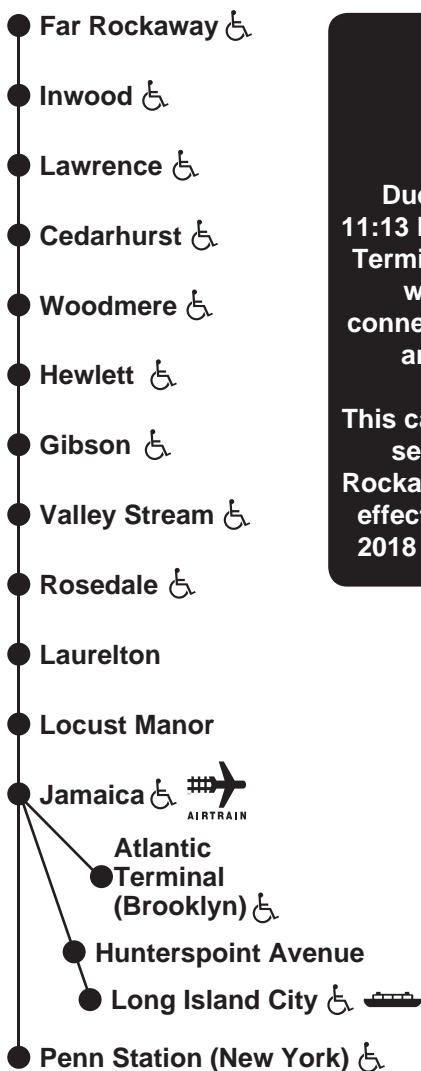 Far Rockaway
Inwood
Lawrence
Cedarhurst
Woodmere
Hewlett
Gibson
Valley Stream
Rosedale
Laurelton
Locust Manor
Jamaica
AIRTRAIN
Atlantic
Terminal
(Brooklyn)
Hunterspoint Avenue
Long Island City
Penn Station (New York)
11:13
Termi
conne
This ca
se
Rocka
effect
2018